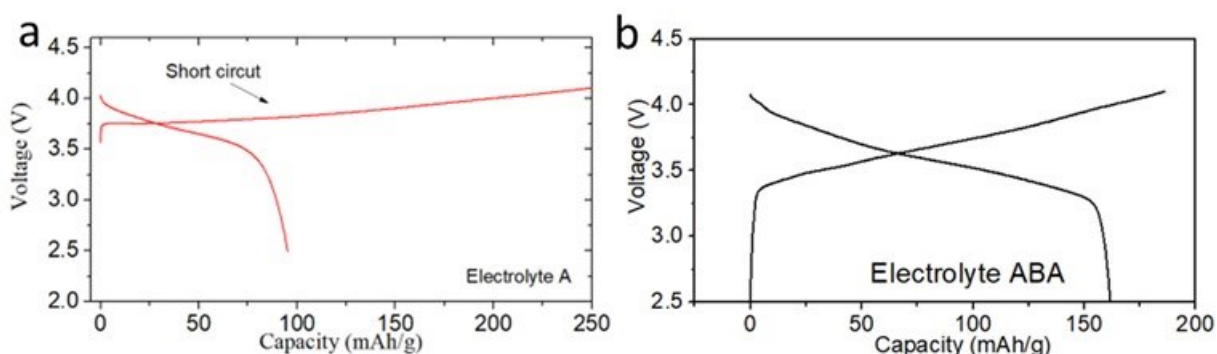 a
4.5
4.0
3.5
3.0
2.5
2.0
Voltage (V)
Short circut
Electrolyte A
0
50
100
150
200
250
Capacity (mAh/g)
b
4.5
4.0
3.5
3.0
2.5
Voltage (V)
Electrolyte ABA
0
50
100
150
200
Capacity (mAh/g)